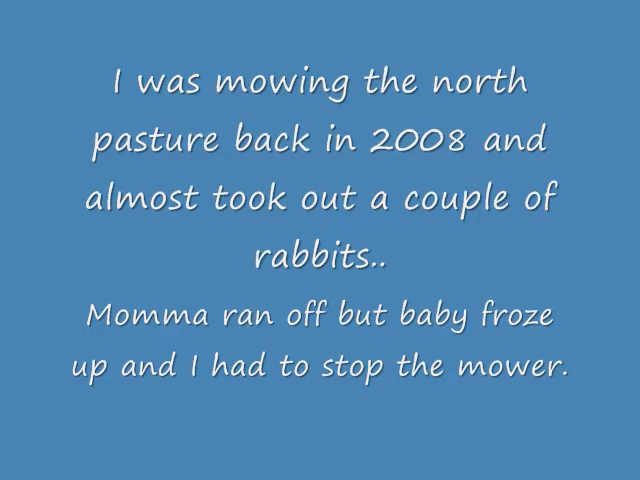 I was mowing the north
pasture back in 2008 and
almost took out a couple of
rabbits..
Momma ran off but baby froze
up and I had to stop the mower.